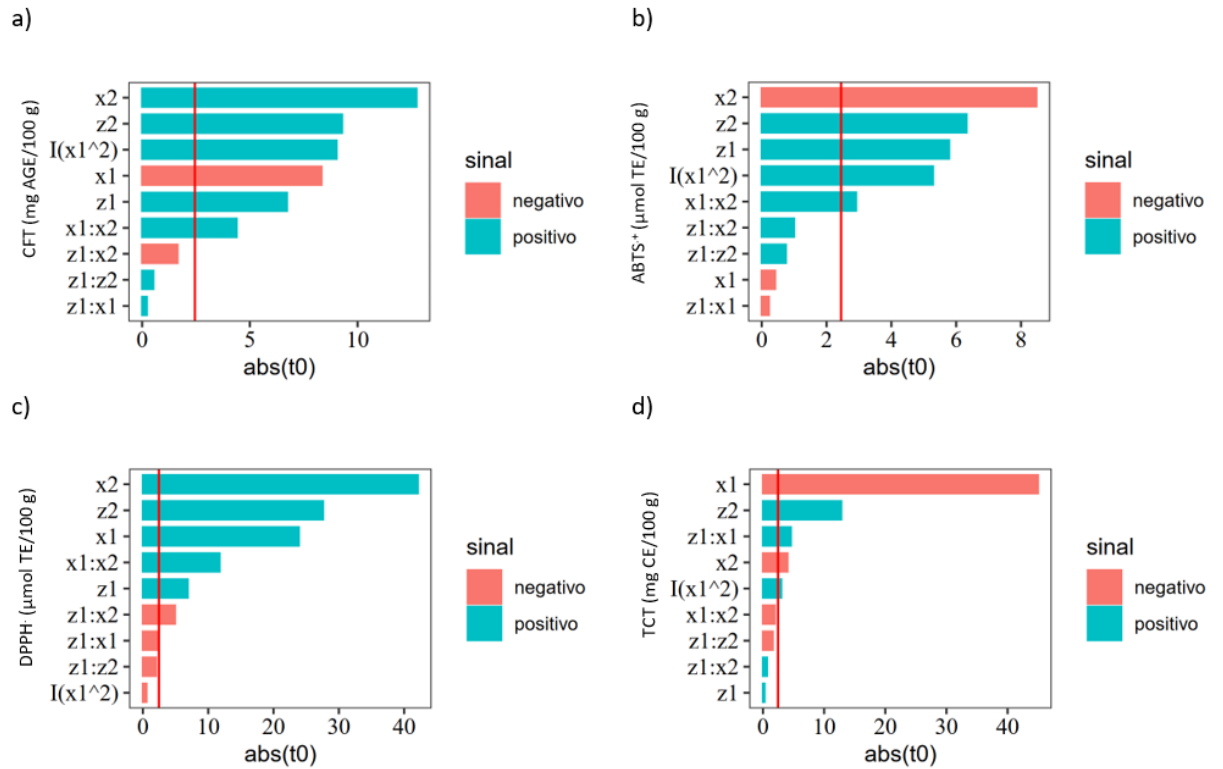 a)
CFT (mg AGE/100 g)
x2
z2
I(x1^2)
x1
z1
x1:x2
z1:x2
z1:z2
z1:x1
0 5 10
abs(t0)
sinal
negativo
positivo
b)
ABTS·⁺ (µmol TE/100 g)
x2
z2
z1
I(x1^2)
x1:x2
z1:x2
z1:z2
x1
z1:x1
0 2 4 6 8
abs(t0)
sinal
negativo
positivo
c)
DPPH· (µmol TE/100 g)
x2
z2
x1
x1:x2
z1
z1:x2
z1:x1
z1:z2
I(x1^2)
0 10 20 30 40
abs(t0)
sinal
negativo
positivo
d)
TCT (mg CE/100 g)
x1
z2
z1:x1
x2
I(x1^2)
x1:x2
z1:z2
z1:x2
z1
0 10 20 30 40
abs(t0)
sinal
negativo
positivo